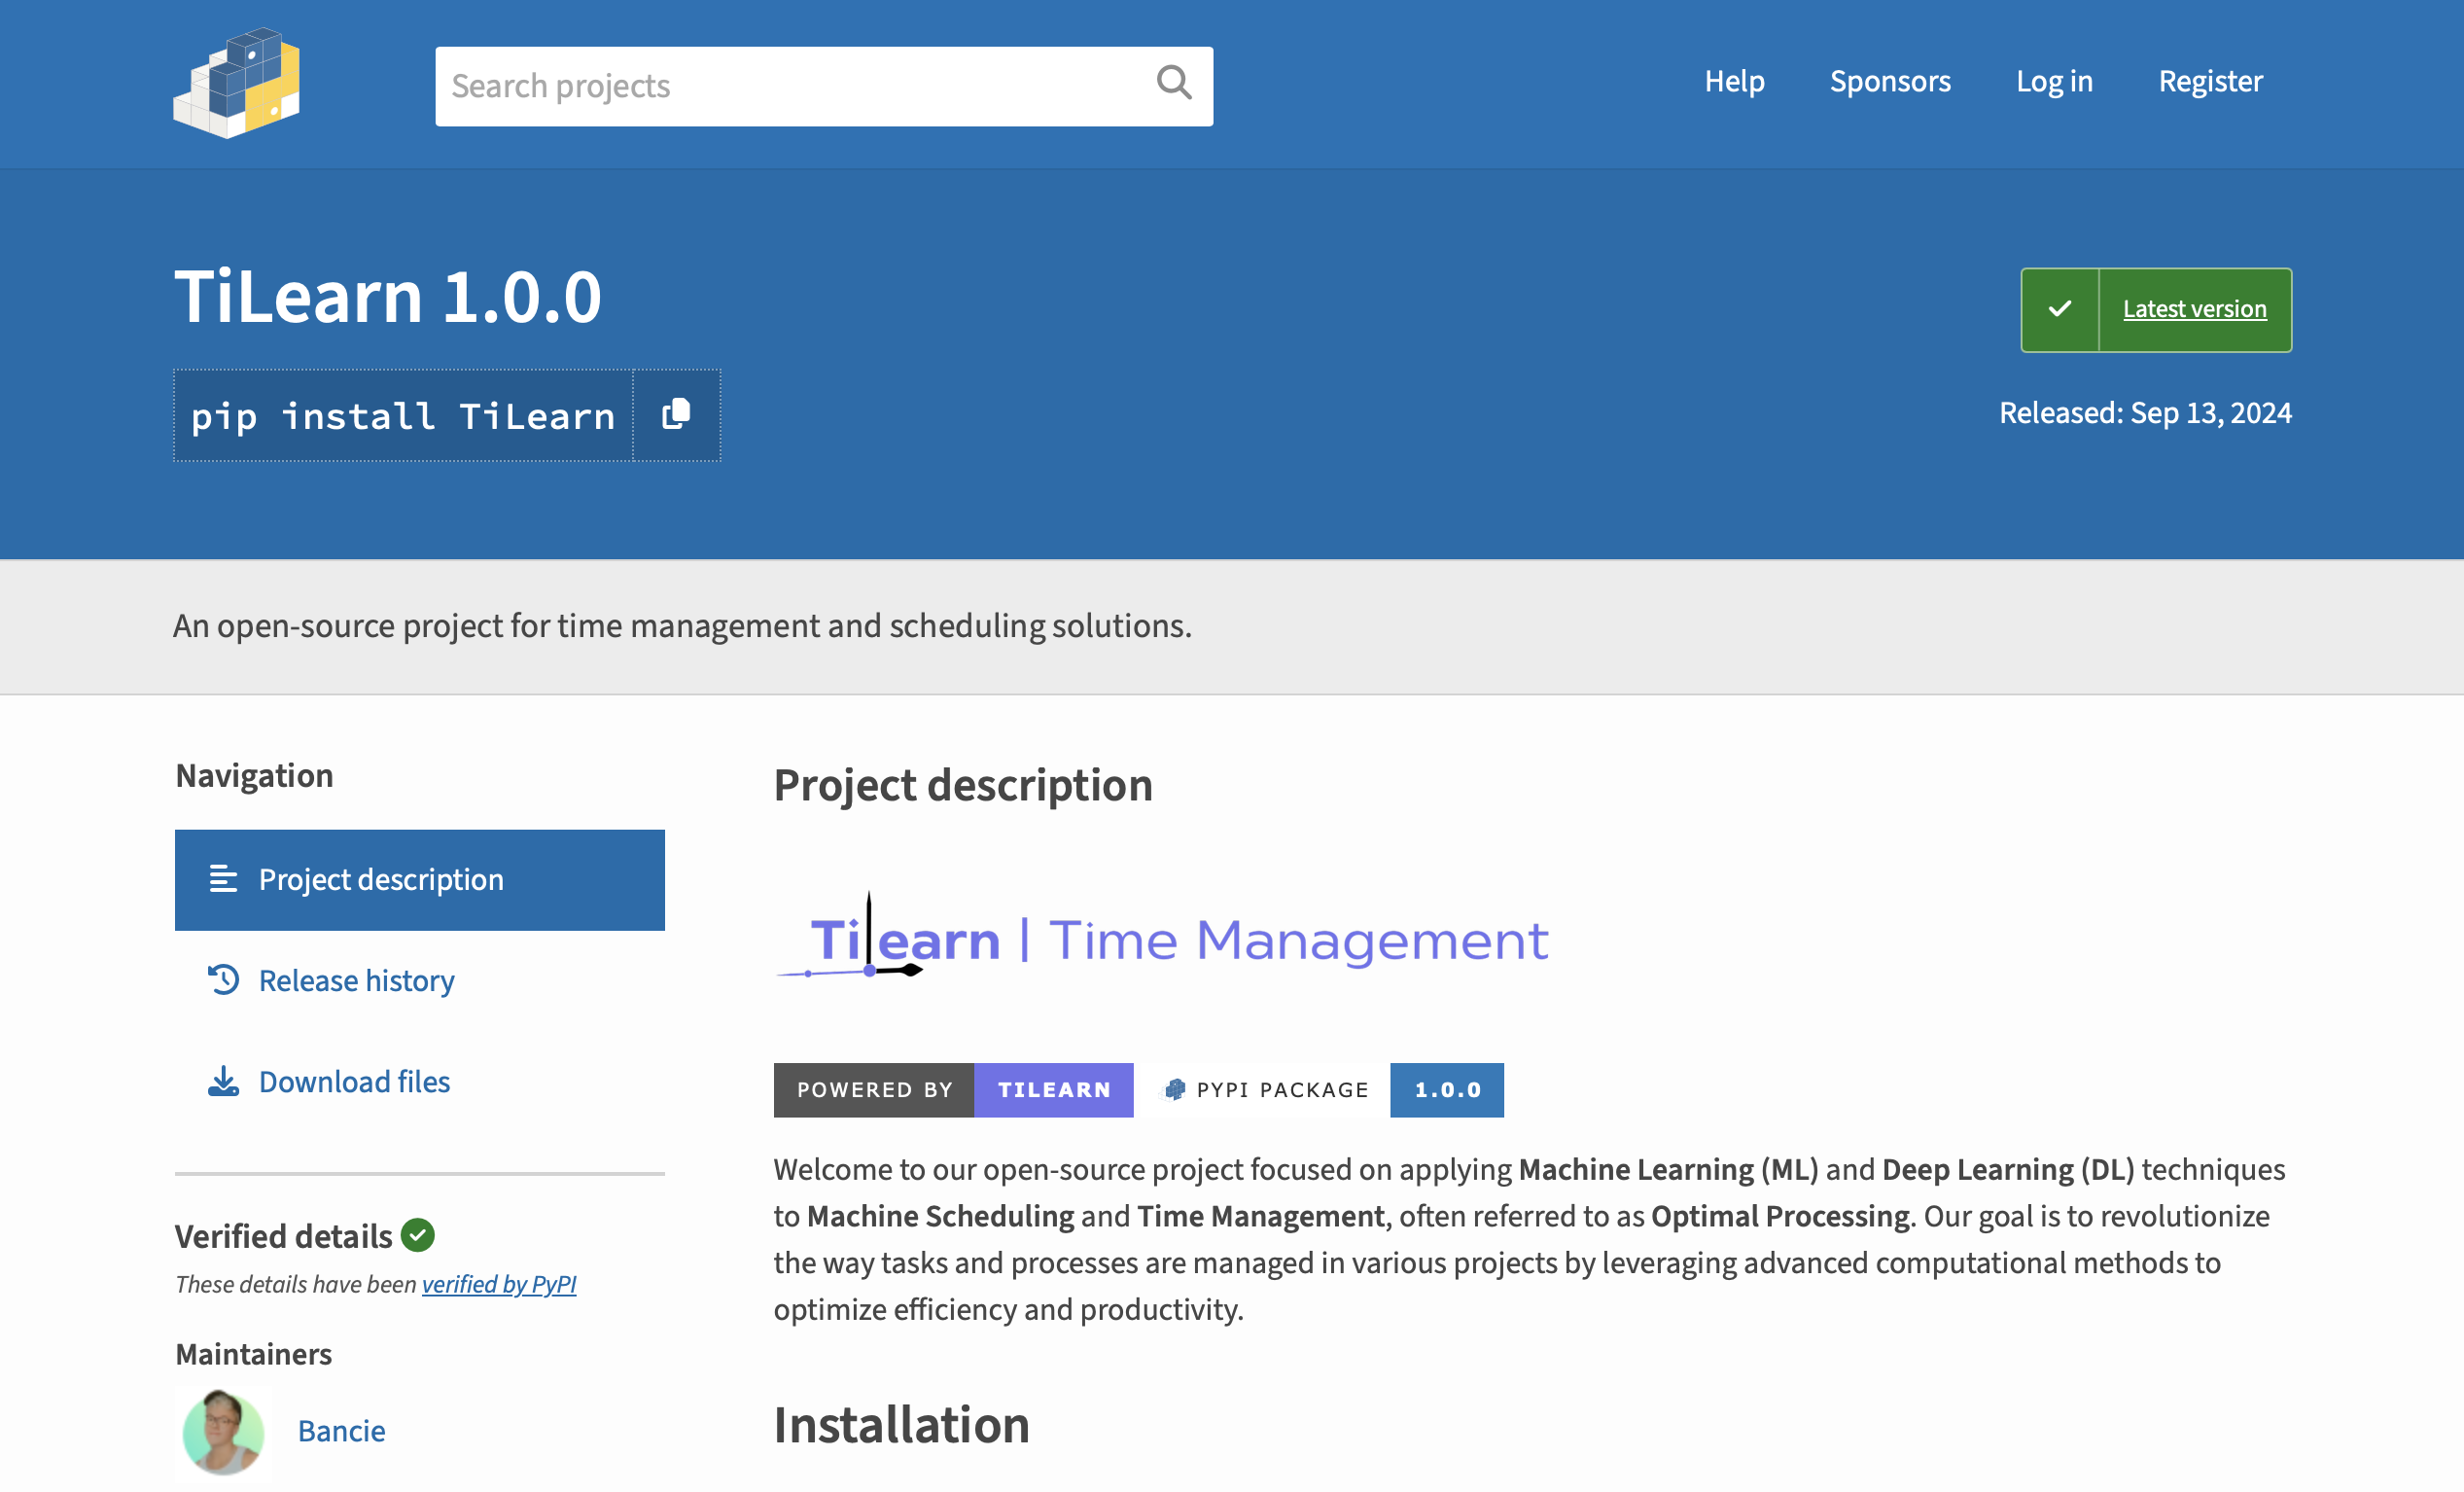 Search projects
Help
Sponsors
Log in
Register
TiLearn 1.0.0
pip install TiLearn
Latest version
Released: Sep 13, 2024
An open-source project for time management and scheduling solutions.
Navigation
Project description
Release history
Download files
Verified details
These details have been verified by PyPI
Maintainers
Bancie
Project description
Tilearn | Time Management
POWERED BY TILEARN
PYPI PACKAGE 1.0.0
Welcome to our open-source project focused on applying Machine Learning (ML) and Deep Learning (DL) techniques
to Machine Scheduling and Time Management, often referred to as Optimal Processing. Our goal is to revolutionize
the way tasks and processes are managed in various projects by leveraging advanced computational methods to
optimize efficiency and productivity.
Installation